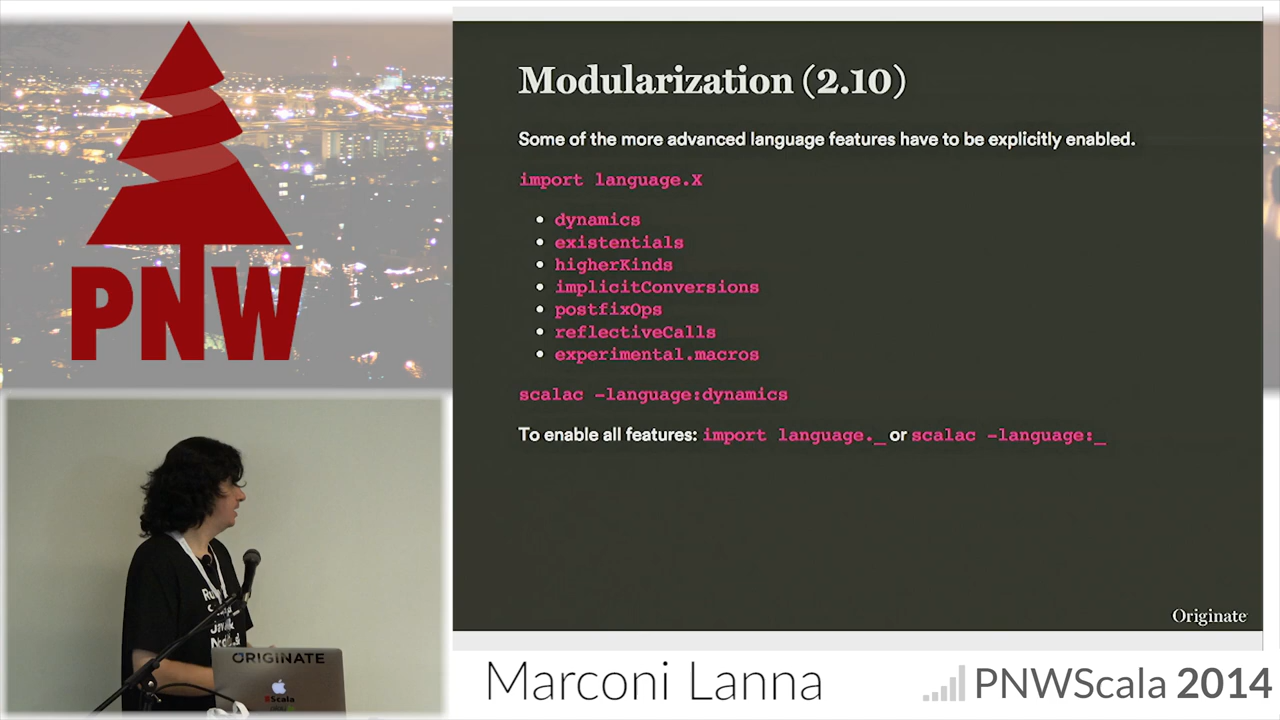 PNW
Modularization (2.10)
Some of the more advanced language features have to be explicitly enabled.
import language.X
• dynamics
• existentials
• higherKinds
• implicitConversions
• postfixOps
• reflectiveCalls
• experimental.macros
scalac -language:dynamics
To enable all features: import language._ or scalac -language:_
Originate
ORIGINATE
Scala
Marconi Lanna
PNWScala 2014